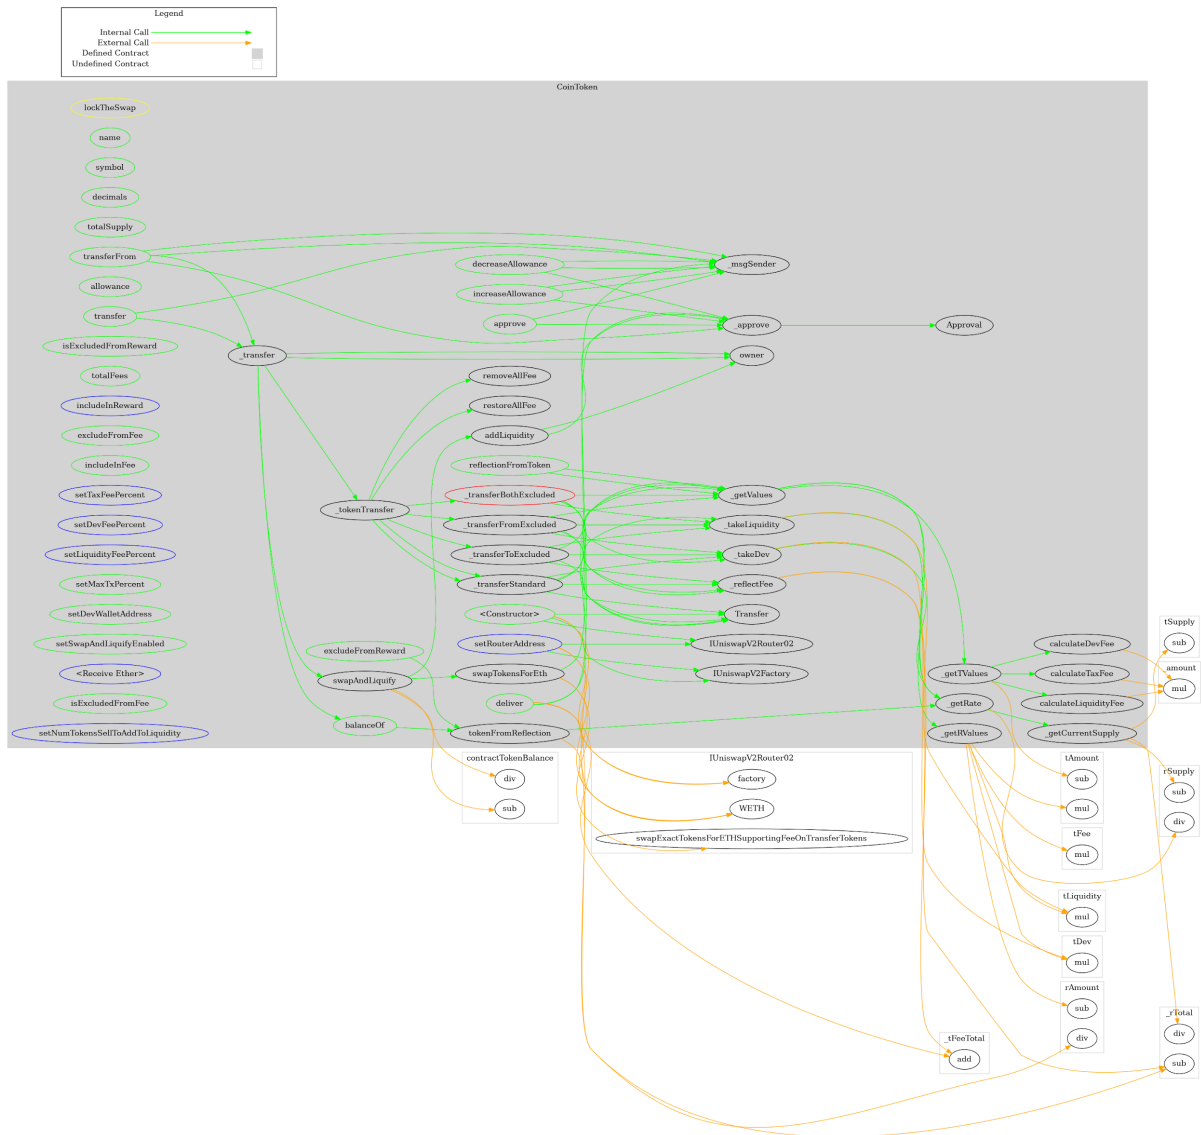 Legend
Internal Call
External Call
Defined Contract
Undefined Contract
CoinToken
lockTheSwap
name
symbol
decimals
totalSupply
transferFrom
allowance
transfer
isExcludedFromReward
totalFees
includeInReward
excludeFromFee
includeInFee
setTaxFeePercent
setDevFeePercent
setLiquidityFeePercent
setMaxTxPercent
setDevWalletAddress
setSwapAndLiquifyEnabled
<Receive Ether>
isExcludedFromFee
setNumTokensSellToAddToLiquidity
_transfer
_tokenTransfer
excludeFromReward
swapAndLiquify
balanceOf
decreaseAllowance
increaseAllowance
approve
removeAllFee
restoreAllFee
addLiquidity
reflectionFromToken
_transferBothExcluded
_transferFromExcluded
_transferToExcluded
_transferStandard
<Constructor>
setRouterAddress
swapTokensForEth
deliver
tokenFromReflection
_msgSender
_approve
owner
_getValues
_takeLiquidity
_takeDev
_reflectFee
Transfer
IUniswapV2Router02
IUniswapV2Factory
Approval
_getTValues
_getRate
_getRValues
calculateDevFee
calculateTaxFee
calculateLiquidityFee
_getCurrentSupply
tSupply
sub
amount
mul
contractTokenBalance
div
sub
IUniswapV2Router02
factory
WETH
swapExactTokensForETHSupportingFeeOnTransferTokens
tAmount
sub
mul
tFee
mul
tLiquidity
mul
tDev
mul
rAmount
sub
div
_tFeeTotal
add
rSupply
sub
div
_rTotal
div
sub